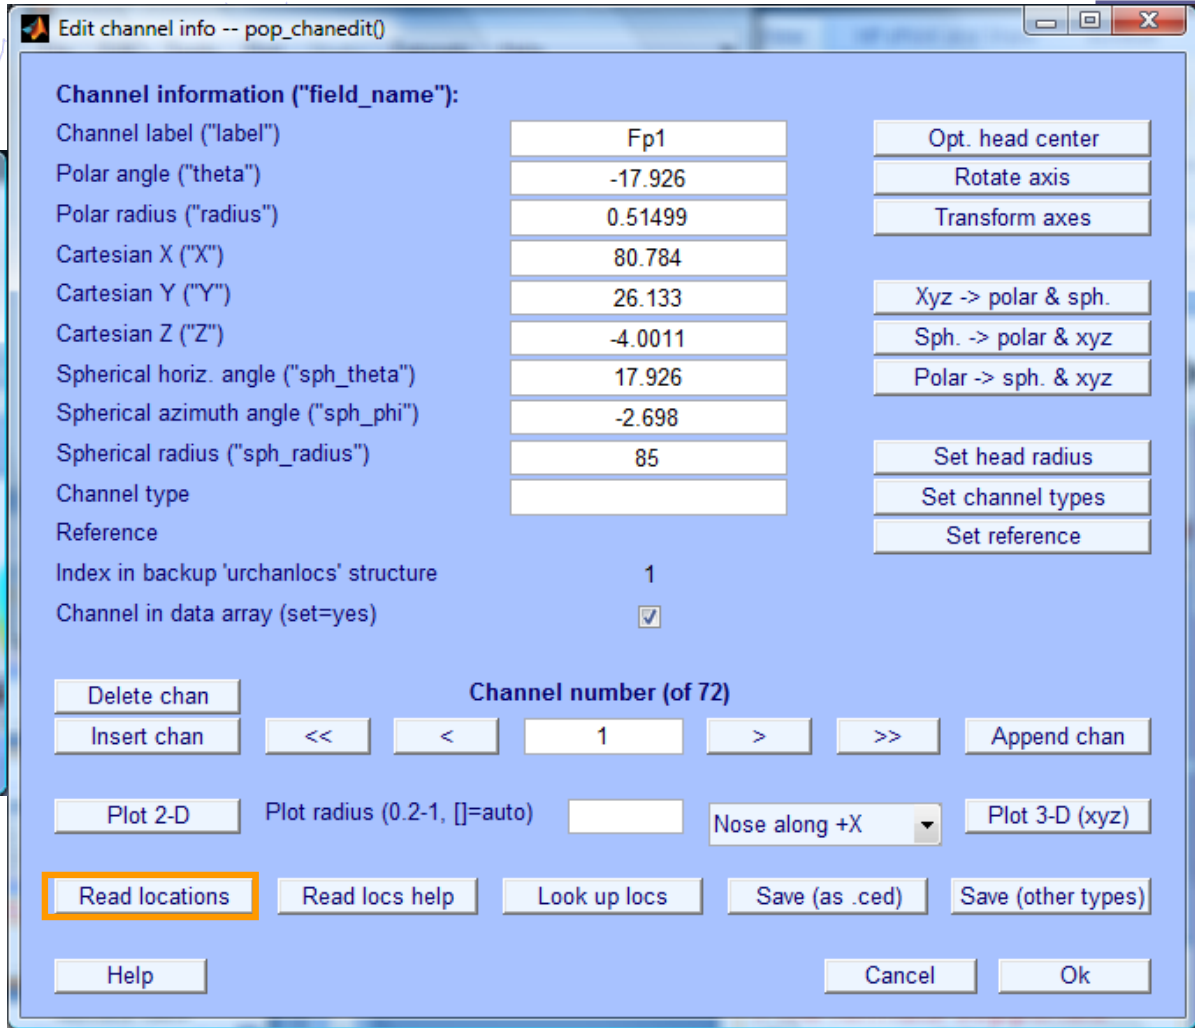 Edit channel info -- pop_chanedit()
Channel information ("field_name"):
Channel label ("label") Fp1 Opt. head center
Polar angle ("theta") -17.926 Rotate axis
Polar radius ("radius") 0.51499 Transform axes
Cartesian X ("X") 80.784
Cartesian Y ("Y") 26.133 Xyz -> polar & sph.
Cartesian Z ("Z") -4.0011 Sph. -> polar & xyz
Spherical horiz. angle ("sph_theta") 17.926 Polar -> sph. & xyz
Spherical azimuth angle ("sph_phi") -2.698
Spherical radius ("sph_radius") 85 Set head radius
Channel type Set channel types
Reference Set reference
Index in backup 'urchanlocs' structure 1
Channel in data array (set=yes)
Delete chan Channel number (of 72)
Insert chan << < 1 > >> Append chan
Plot 2-D Plot radius (0.2-1, []=auto) Nose along +X Plot 3-D (xyz)
Read locations Read locs help Look up locs Save (as .ced) Save (other types)
Help Cancel Ok